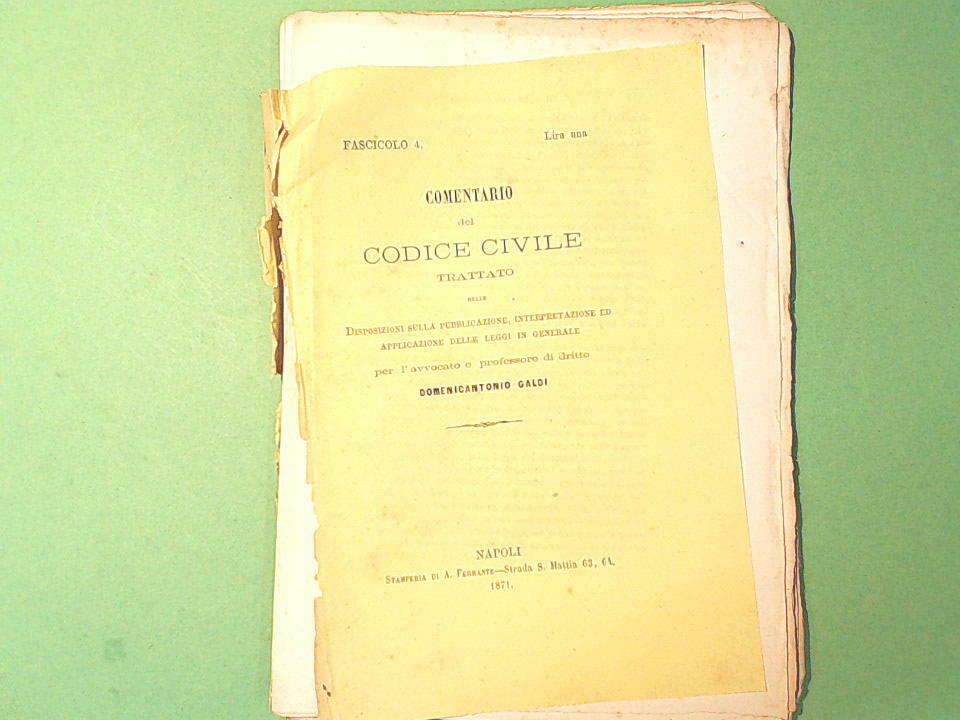 FASCICOLO 4.
Lira una
COMENTARIO
del
CODICE CIVILE
TRATTATO
DELLE
DISPOSIZIONI SULLA PUBBLICAZIONE, INTERPRETAZIONE ED
APPLICAZIONE DELLE LEGGI IN GENERALE
per l'avvocato e professore di dritto
DOMENICANTONIO GALDI
NAPOLI
STAMPERIA DI A. FERRANTE—Strada S. Mattia 63, 64.
1871.